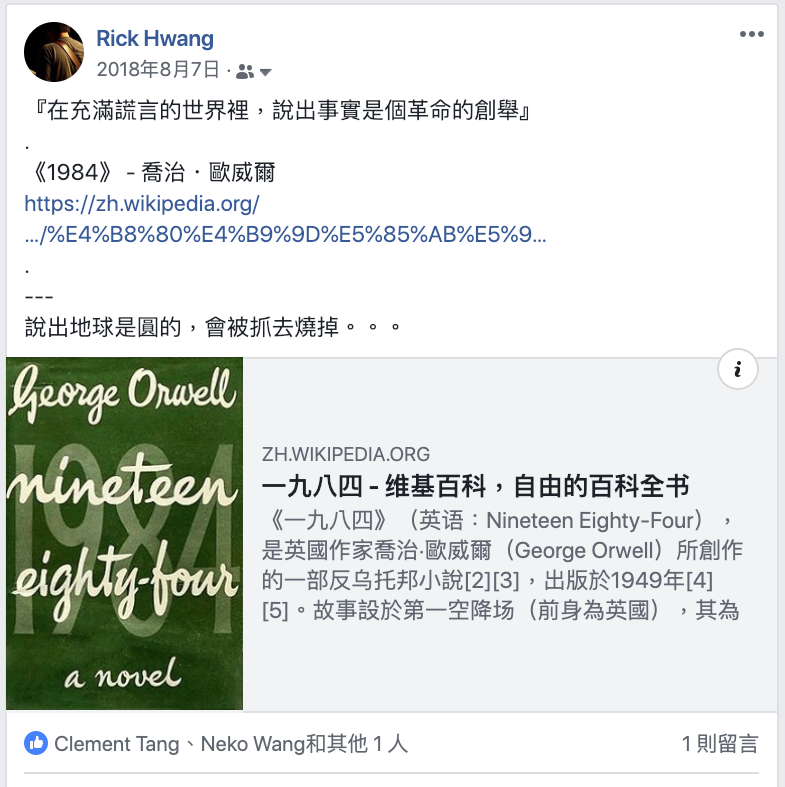 Rick Hwang
2018年8月7日 ·
『在充滿謊言的世界裡，說出事實是個革命的創舉』
.
《1984》 - 喬治．歐威爾
https://zh.wikipedia.org/
.../%E4%B8%80%E4%B9%9D%E5%85%AB%E5%9...
.
---
說出地球是圓的，會被抓去燒掉。。。
George Orwell
1984
nineteen
eighty-four
a novel
ZH.WIKIPEDIA.ORG
一九八四 - 维基百科，自由的百科全书
《一九八四》（英语：Nineteen Eighty-Four），
是英國作家喬治·歐威爾（George Orwell）所創作
的一部反乌托邦小說[2][3]，出版於1949年[4]
[5]。故事設於第一空降场（前身為英國），其為
Clement Tang、Neko Wang和其他 1 人
1 則留言